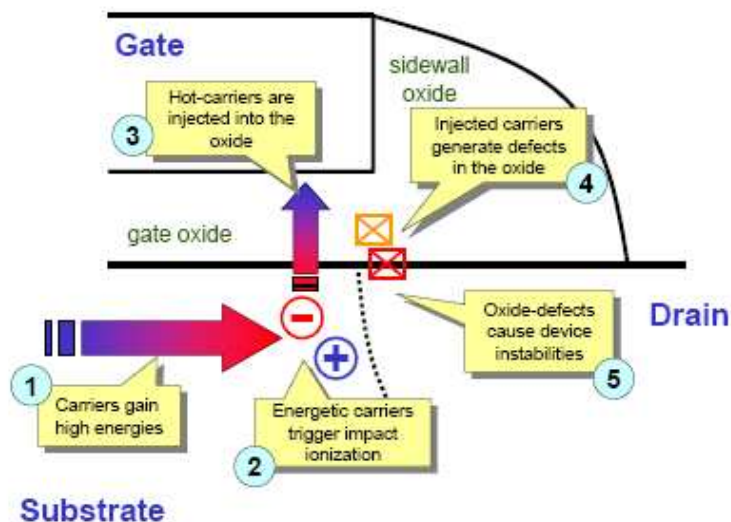 Gate
sidewall
oxide
3
Hot-carriers are
injected into the
oxide
Injected carriers
generate defects
in the oxide
4
gate oxide
Drain
Oxide-defects
cause device
instabilities
5
1
Carriers gain
high energies
2
Energetic carriers
trigger impact
ionization
Substrate